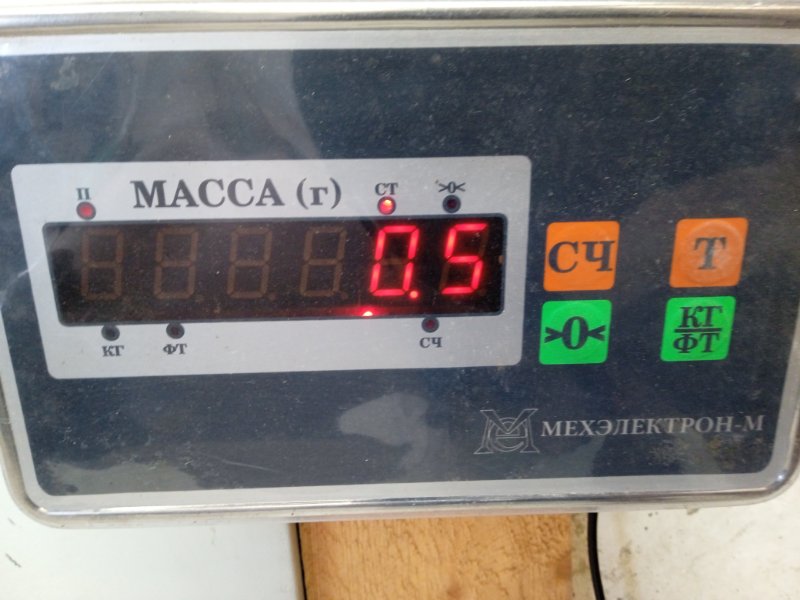 П МАССА (г) СТ >0<
0.5
КГ ФТ СЧ
СЧ Т
>0< КГ
ФТ
МЕХЭЛЕКТРОН-М